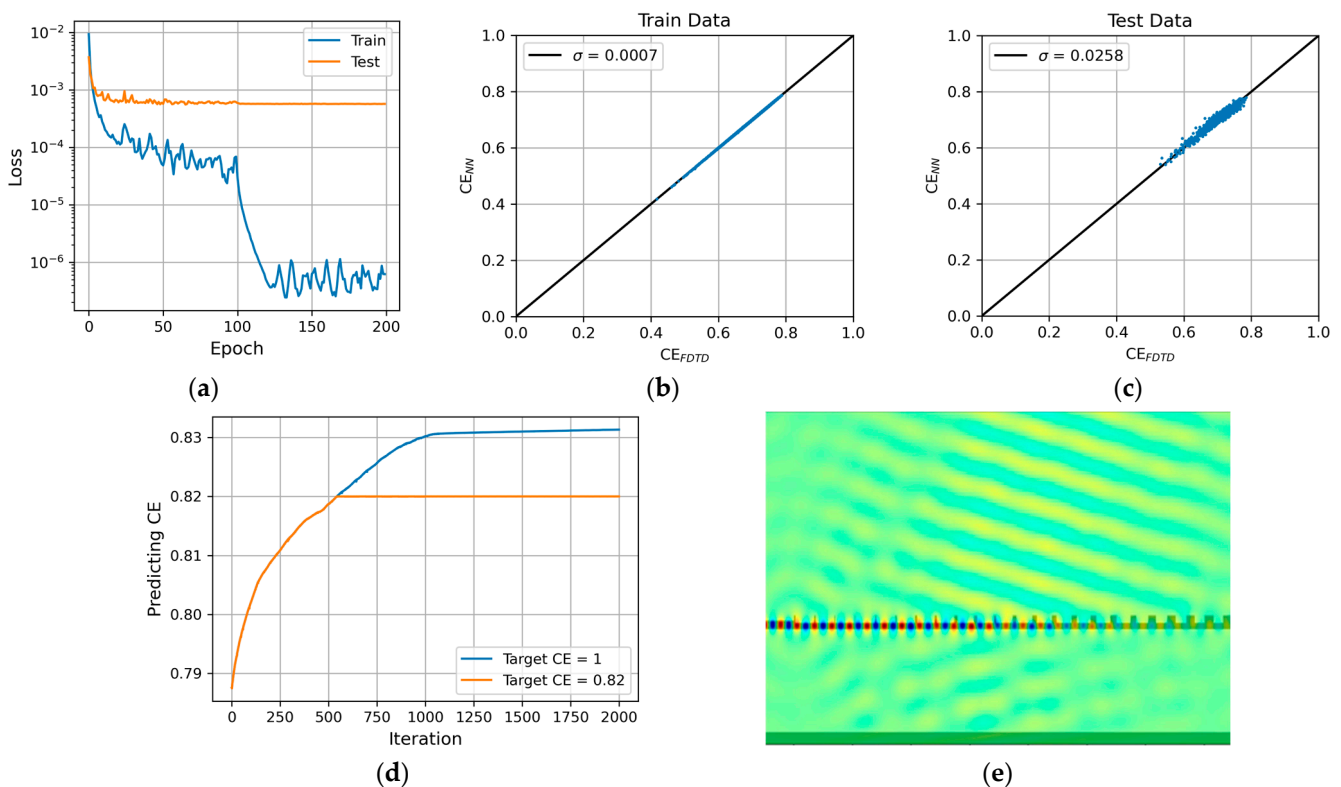 Train Data
Test Data
10⁻²
10⁻³
10⁻⁴
10⁻⁵
10⁻⁶
Loss
Train
Test
0
50
100
150
200
Epoch
(a)
1.0
0.8
0.6
0.4
0.2
0.0
CE_NN
σ = 0.0007
0.0
0.2
0.4
0.6
0.8
1.0
CE_FDTD
(b)
1.0
0.8
0.6
0.4
0.2
0.0
CE_NN
σ = 0.0258
0.0
0.2
0.4
0.6
0.8
1.0
CE_FDTD
(c)
0.83
0.82
0.81
0.80
0.79
Predicting CE
Target CE = 1
Target CE = 0.82
0
250
500
750
1000
1250
1500
1750
2000
Iteration
(d)
(e)